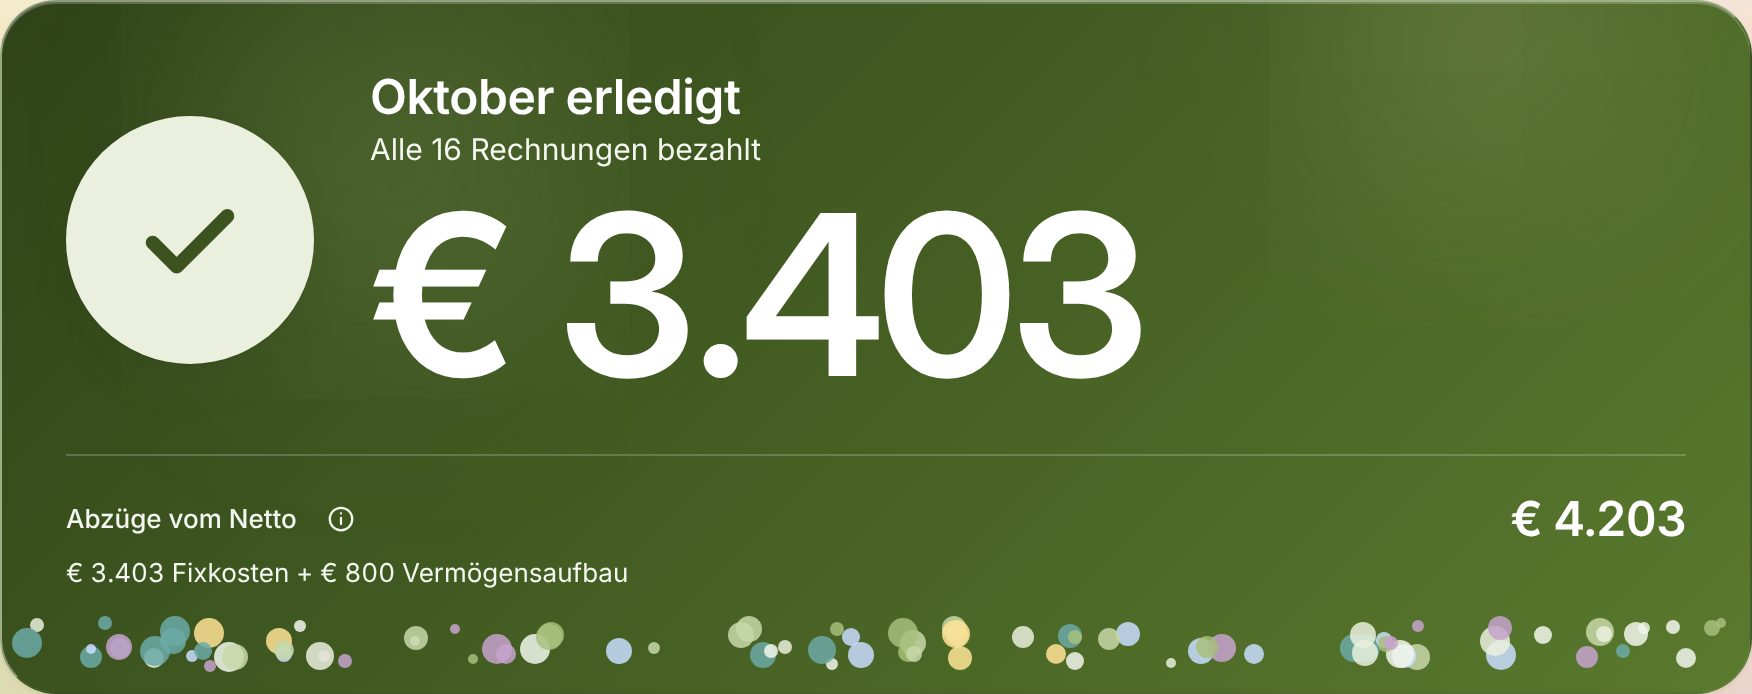 Oktober erledigt
Alle 16 Rechnungen bezahlt
€ 3.403
Abzüge vom Netto
€ 4.203
€ 3.403 Fixkosten + € 800 Vermögensaufbau